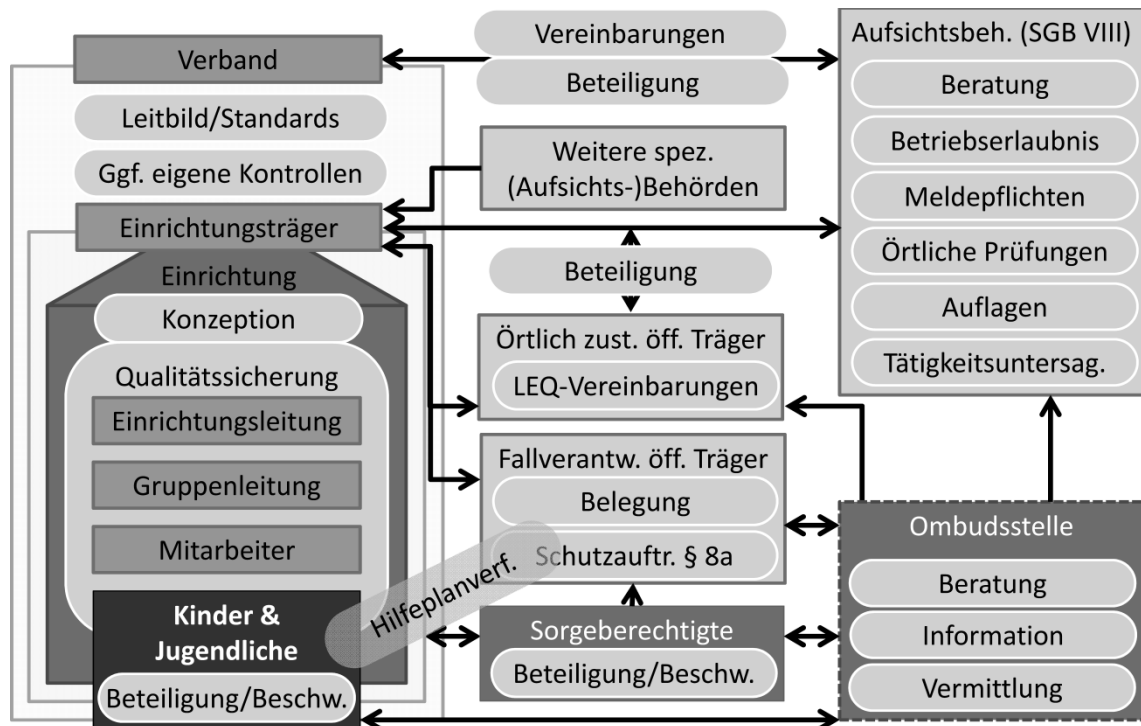 Verband
Leitbild/Standards
Ggf. eigene Kontrollen
Einrichtungsträger
Einrichtung
Konzeption
Qualitätssicherung
Einrichtungsleitung
Gruppenleitung
Mitarbeiter
Kinder &
Jugendliche
Beteiligung/Beschw.
Hilfeplanverf.
Vereinbarungen
Beteiligung
Weitere spez.
(Aufsichts-)Behörden
Beteiligung
Örtlich zust. öff. Träger
LEQ-Vereinbarungen
Fallverantw. öff. Träger
Belegung
Schutzauftr. § 8a
Sorgeberechtigte
Beteiligung/Beschw.
Aufsichtsbeh. (SGB VIII)
Beratung
Betriebserlaubnis
Meldepflichten
Örtliche Prüfungen
Auflagen
Tätigkeitsuntersag.
Ombudsstelle
Beratung
Information
Vermittlung